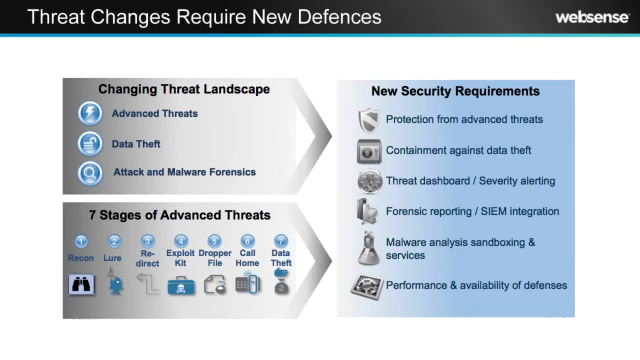 Threat Changes Require New Defences
websense
Changing Threat Landscape
Advanced Threats
Data Theft
Attack and Malware Forensics
7 Stages of Advanced Threats
1 2 3 4 5 6 7
Recon Lure Re-direct Exploit Kit Dropper File Call Home Data Theft
New Security Requirements
Protection from advanced threats
Containment against data theft
Threat dashboard / Severity alerting
Forensic reporting / SIEM integration
Malware analysis sandboxing &
services
Performance & availability of defenses